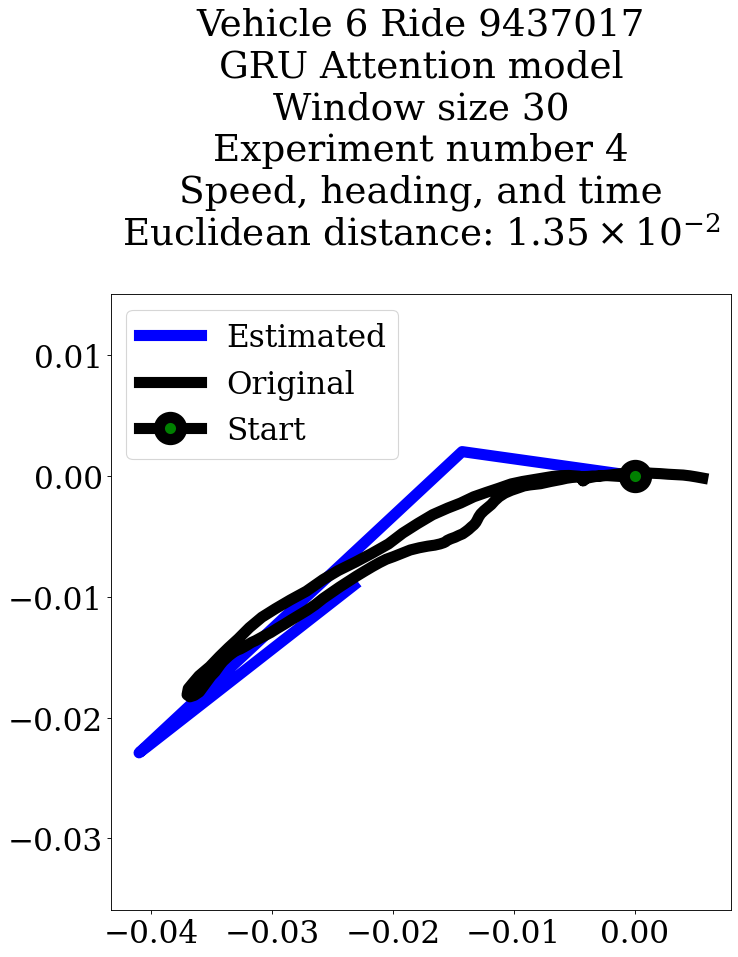 Vehicle 6 Ride 9437017
GRU Attention model
Window size 30
Experiment number 4
Speed, heading, and time
Euclidean distance: 1.35 × 10⁻²
Estimated
Original
Start
0.01
0.00
−0.01
−0.02
−0.03
−0.04 −0.03 −0.02 −0.01 0.00